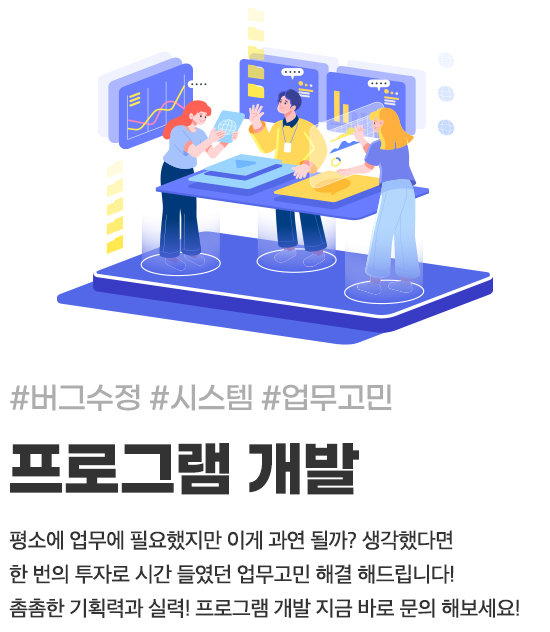 #버그수정 #시스템 #업무고민
프로그램 개발
평소에 업무에 필요했지만 이게 과연 될까? 생각했다면
한 번의 투자로 시간 들였던 업무고민 해결 해드립니다!
촘촘한 기획력과 실력! 프로그램 개발 지금 바로 문의 해보세요!